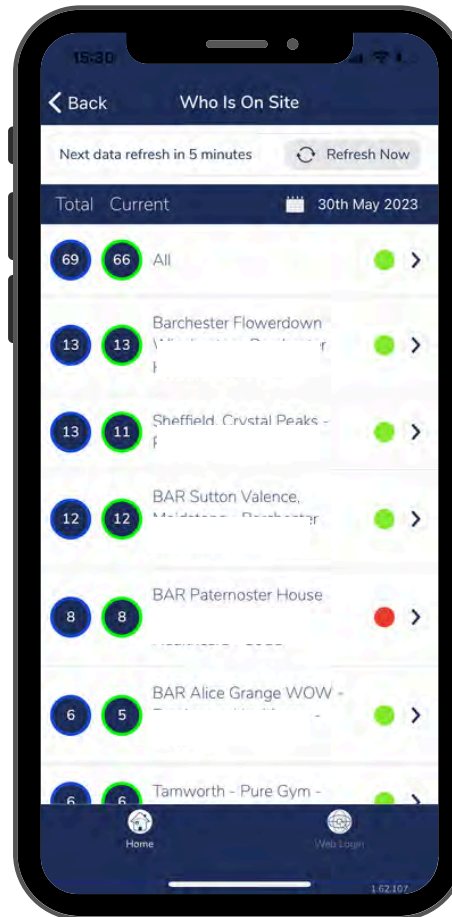 15:30
Back Who Is On Site
Next data refresh in 5 minutes Refresh Now
Total Current 30th May 2023
69 66 All
13 13 Barchester Flowerdown
13 11 Sheffield, Crystal Peaks -
12 12 BAR Sutton Valence,
8 8 BAR Paternoster House
6 5 BAR Alice Grange WOW -
6 6 Tamworth - Pure Gym -
Home Web Login
1.62.107